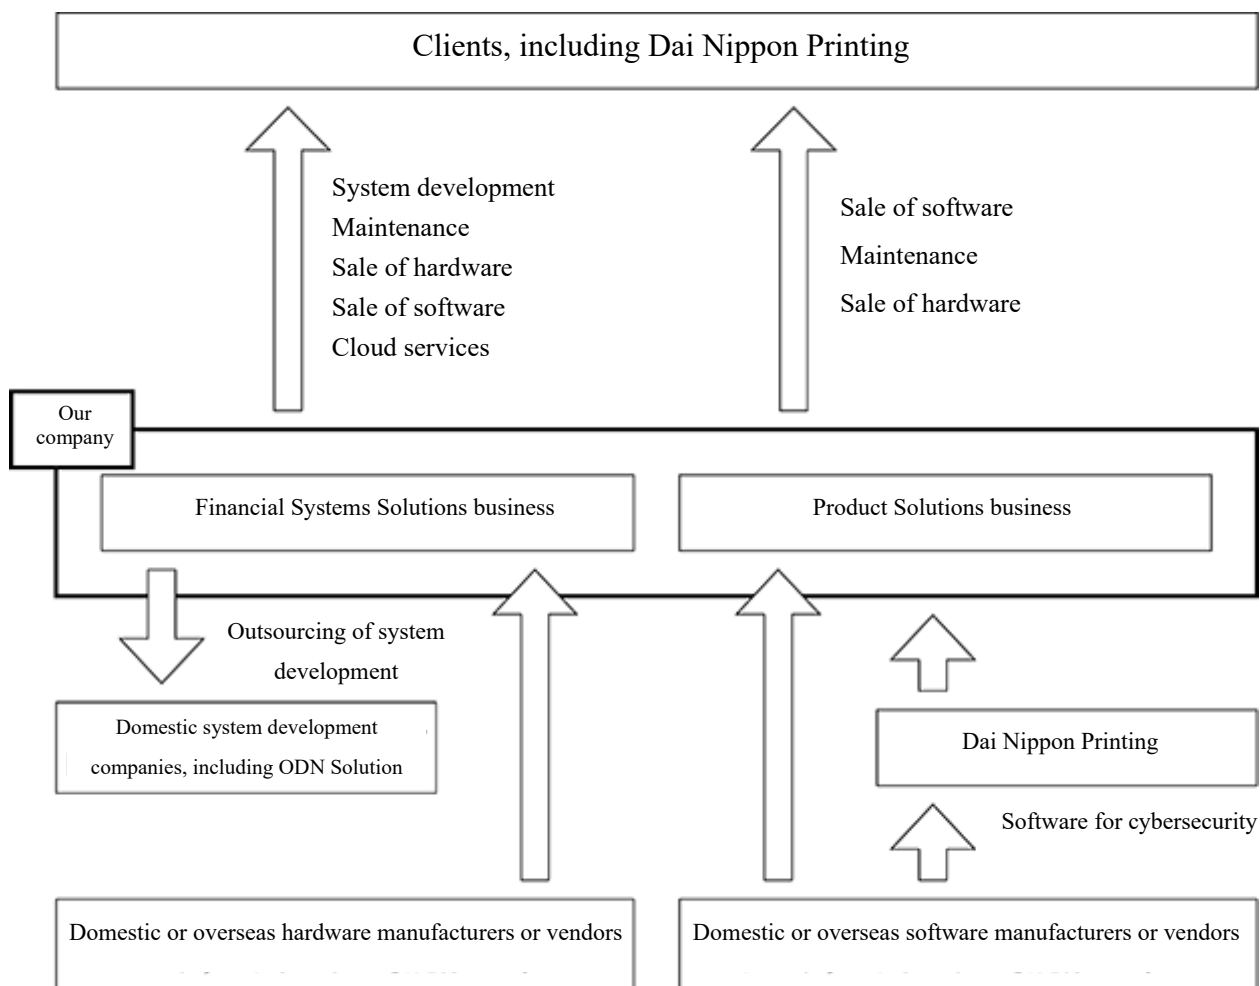 Clients, including Dai Nippon Printing
System development
Maintenance
Sale of hardware
Sale of software
Cloud services
Sale of software
Maintenance
Sale of hardware
Our
company
Financial Systems Solutions business
Product Solutions business
Outsourcing of system
development
Domestic system development
companies, including ODN Solution
Dai Nippon Printing
Software for cybersecurity
Domestic or overseas hardware manufacturers or vendors
Domestic or overseas software manufacturers or vendors